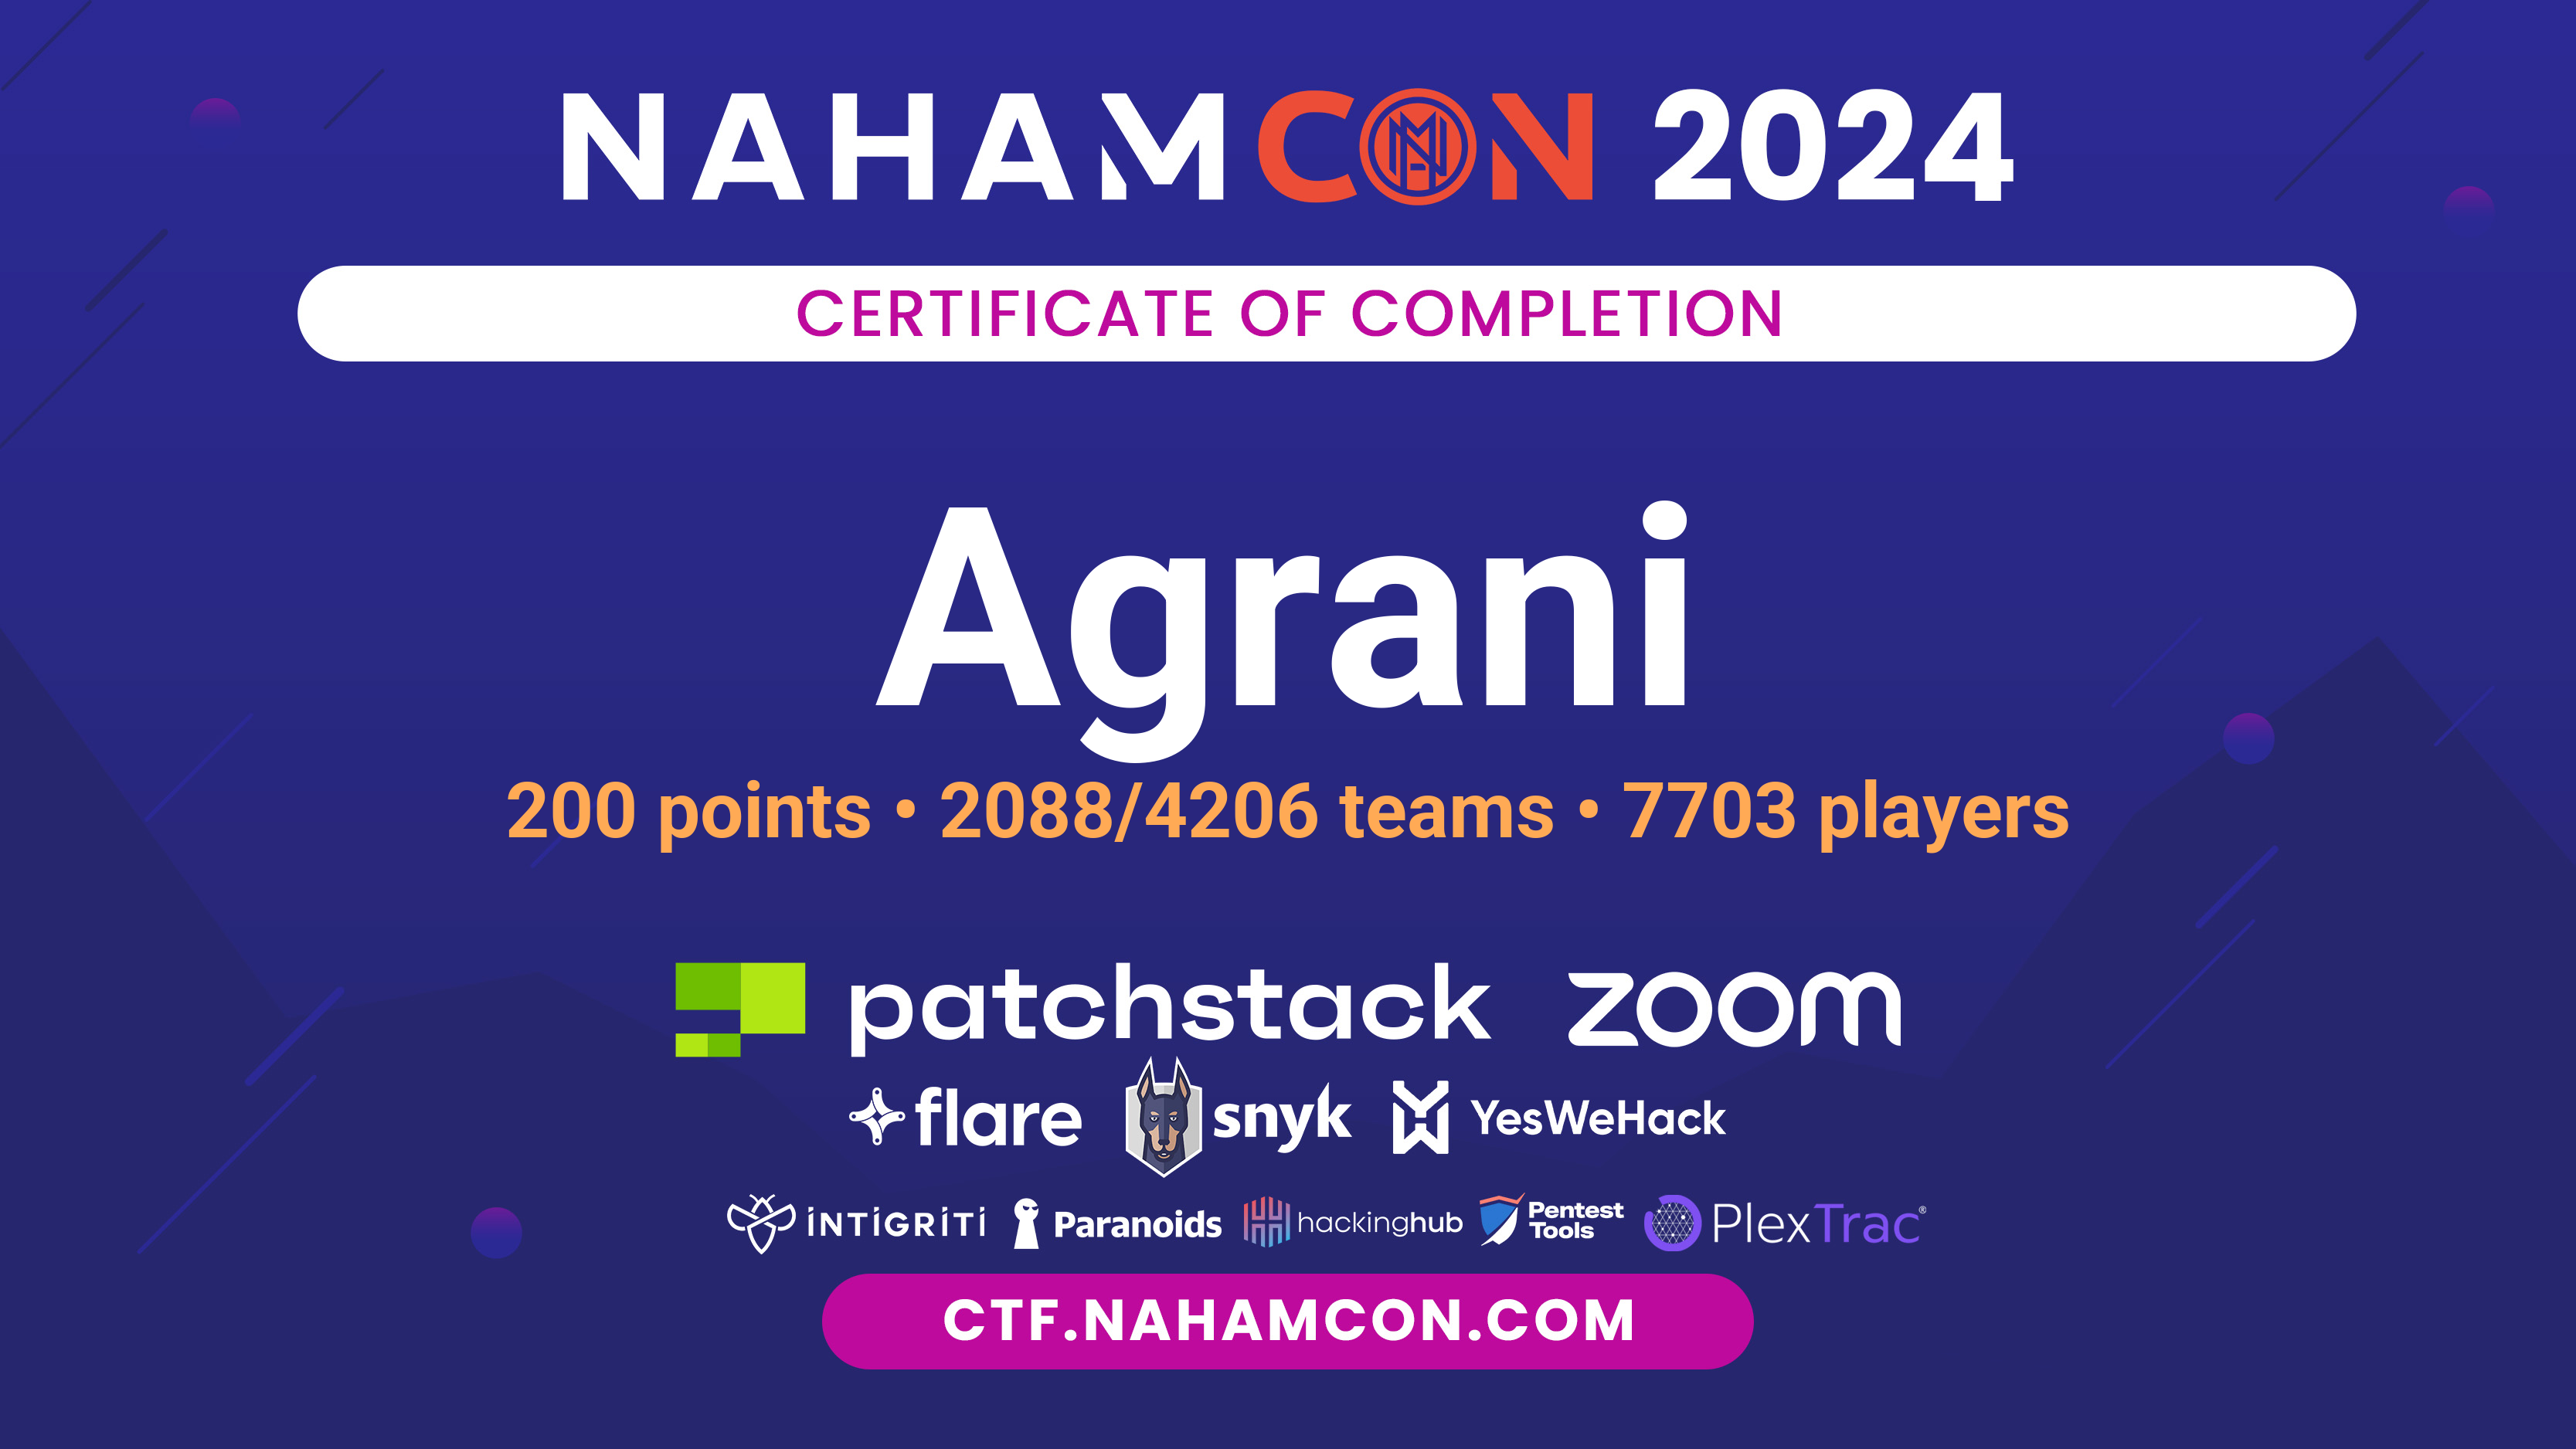 NAHAMCON 2024
CERTIFICATE OF COMPLETION
Agrani
200 points • 2088/4206 teams • 7703 players
patchstack zoom
flare snyk YesWeHack
INTIGRITI Paranoids hackinghub Pentest Tools PlexTrac®
CTF.NAHAMCON.COM